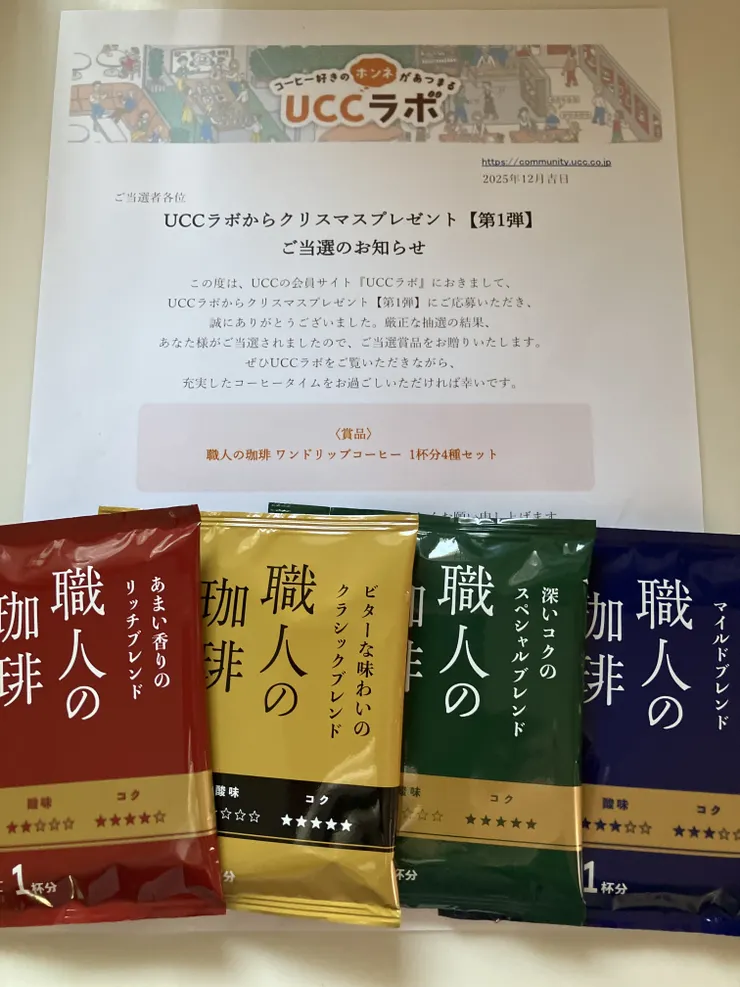 コーヒー好きのホンネがあつまる
UCCラボ
https://community.ucc.co.jp
2025年12月吉日
ご当選者各位
UCCラボからクリスマスプレゼント【第1弾】
ご当選のお知らせ
この度は、UCCの会員サイト『UCCラボ』におきまして、
UCCラボからクリスマスプレゼント【第1弾】にご応募いただき、
誠にありがとうございました。厳正な抽選の結果、
あなた様がご当選されましたので、ご当選賞品をお贈りいたします。
ぜひUCCラボをご覧いただきながら、
充実したコーヒータイムをお過ごしいただければ幸いです。
〈賞品〉
職人の珈琲 ワンドリップコーヒー 1杯分4種セット
お願い申し上げます
あまい香りの
リッチブレンド
職人の
珈琲
酸味
コク
★★☆☆☆
★★★★☆
1杯分
ビターな味わいの
クラシックブレンド
職人の
珈琲
酸味
コク
☆☆☆
★★★★★
分
深いコクの
スペシャルブレンド
職人の
琲
酸味
コク
☆☆
★★★★★
マイルドブレンド
職人の
珈琲
酸味
コク
★★☆☆
★★★☆
1杯分